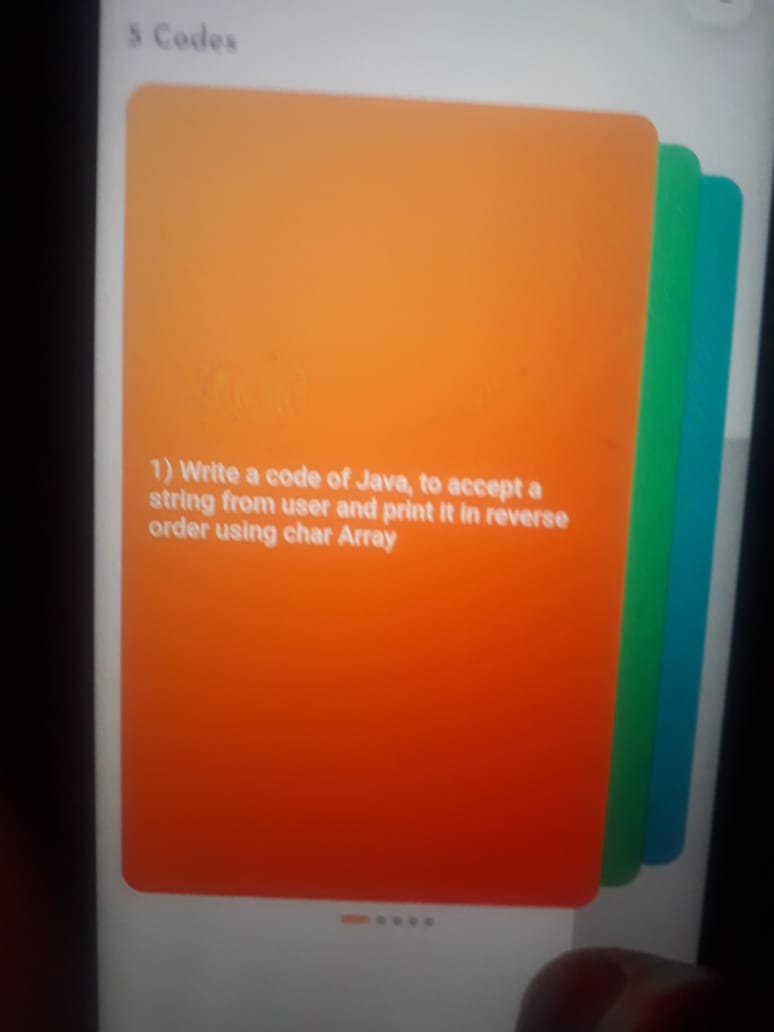 5 Codes
1) Write a code of Java, to accept a
string from user and print it in reverse
order using char Array